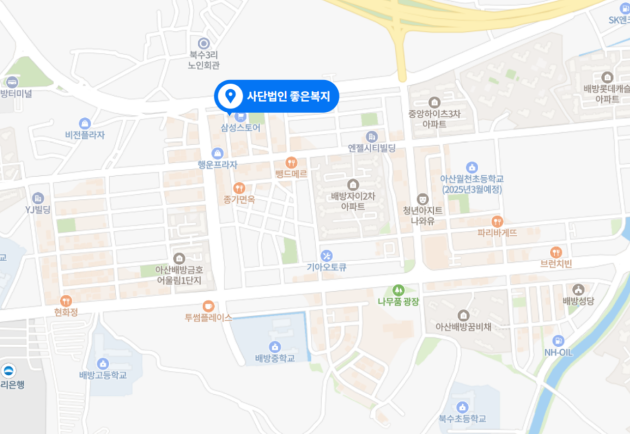 SK엔크
북수3리
노인회관
방터미널
배방롯데캐슬
아파트
사단법인 좋은복지
중앙하이츠3차
아파트
삼성스토어
비전플라자
엔젤시티빌딩
행운프라자
뱅드메르
아산월천초등학교
(2025년3월예정)
종가면옥
배방자이2차
아파트
YJ빌딩
청년아지트
나와유
파리바게뜨
기아오토큐
아산배방금호
어울림1단지
브런치빈
나무품 광장
배방성당
현화정
투썸플레이스
아산배방꿈비채
NH-OIL
배방중학교
배방고등학교
리은행
북수초등학교